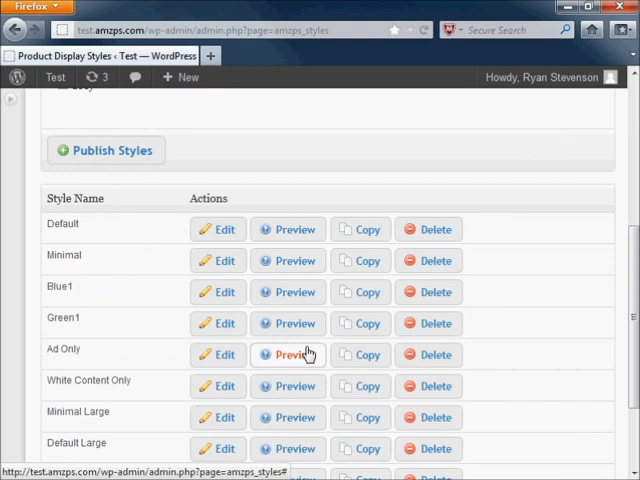 Firefox
test.amzps.com/wp-admin/admin.php?page=amzps_styles
Secure Search
Product Display Styles ‹ Test — WordPress
Test 3 + New Howdy, Ryan Stevenson
Publish Styles
Style Name Actions
Default Edit Preview Copy Delete
Minimal Edit Preview Copy Delete
Blue1 Edit Preview Copy Delete
Green1 Edit Preview Copy Delete
Ad Only Edit Preview Copy Delete
White Content Only Edit Preview Copy Delete
Minimal Large Edit Preview Copy Delete
Default Large Edit Preview Copy Delete
http://test.amzps.com/wp-admin/admin.php?page=amzps_styles#